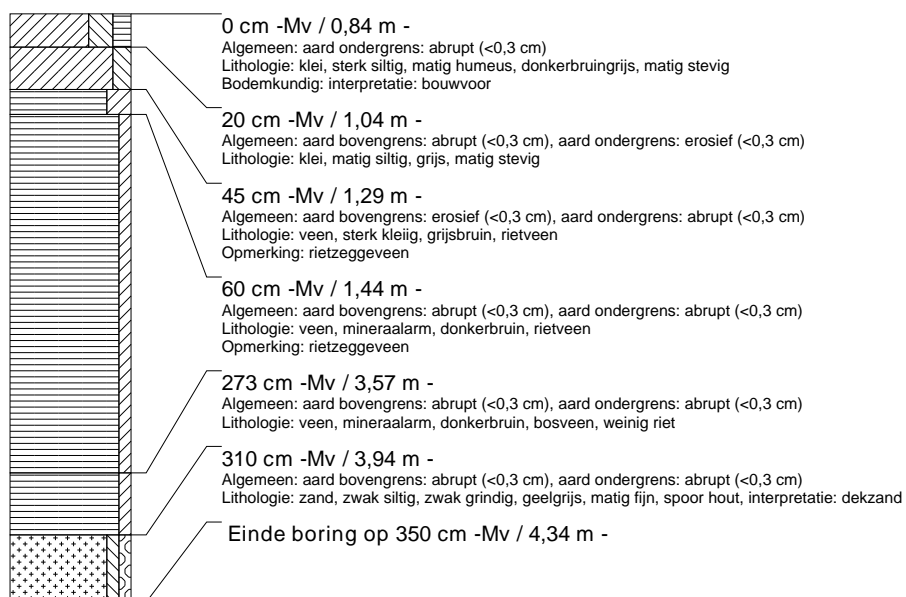 0 cm -Mv / 0,84 m -
Algemeen: aard ondergrens: abrupt (<0,3 cm)
Lithologie: klei, sterk siltig, matig humeus, donkerbruingrijs, matig stevig
Bodemkundig: interpretatie: bouwvoor
20 cm -Mv / 1,04 m -
Algemeen: aard bovengrens: abrupt (<0,3 cm), aard ondergrens: erosief (<0,3 cm)
Lithologie: klei, matig siltig, grijs, matig stevig
45 cm -Mv / 1,29 m -
Algemeen: aard bovengrens: erosief (<0,3 cm), aard ondergrens: abrupt (<0,3 cm)
Lithologie: veen, sterk kleiig, grijsbruin, rietveen
Opmerking: rietzeggeveen
60 cm -Mv / 1,44 m -
Algemeen: aard bovengrens: abrupt (<0,3 cm), aard ondergrens: abrupt (<0,3 cm)
Lithologie: veen, mineraalarm, donkerbruin, rietveen
Opmerking: rietzeggeveen
273 cm -Mv / 3,57 m -
Algemeen: aard bovengrens: abrupt (<0,3 cm), aard ondergrens: abrupt (<0,3 cm)
Lithologie: veen, mineraalarm, donkerbruin, bosveen, weinig riet
310 cm -Mv / 3,94 m -
Algemeen: aard bovengrens: abrupt (<0,3 cm), aard ondergrens: abrupt (<0,3 cm)
Lithologie: zand, zwak siltig, zwak grindig, geelgrijs, matig fijn, spoor hout, interpretatie: dekzand
Einde boring op 350 cm -Mv / 4,34 m -